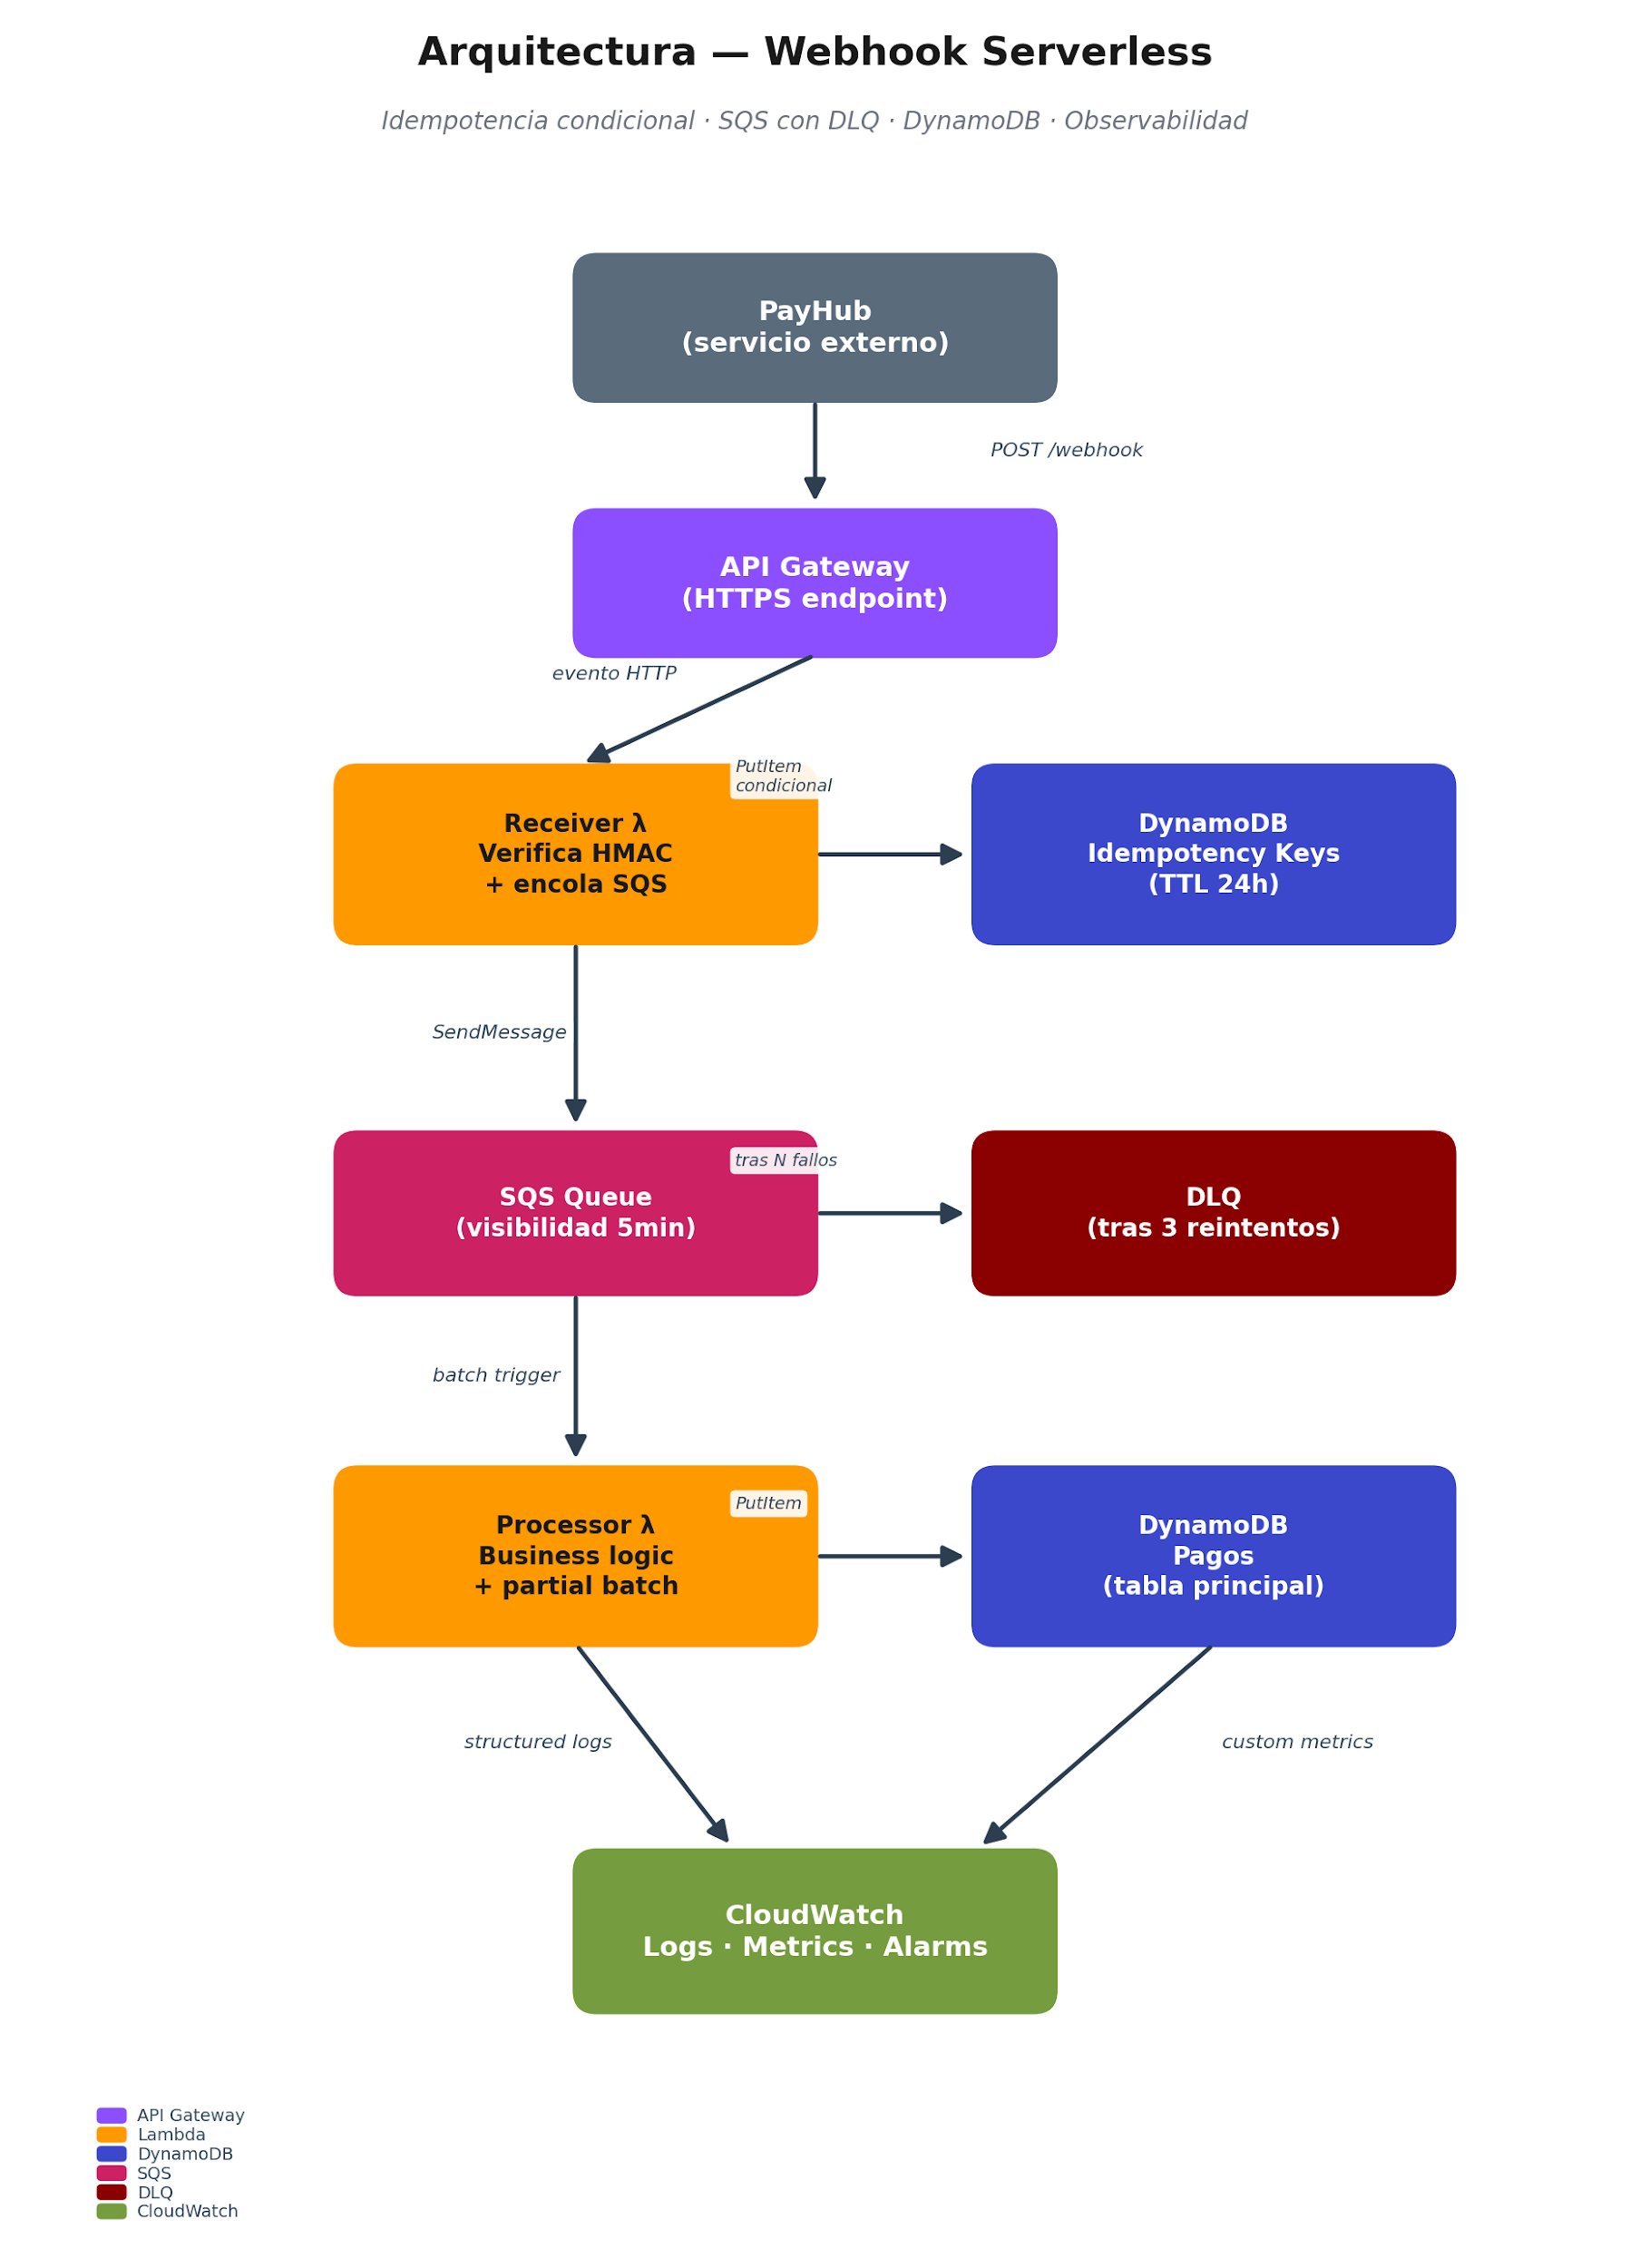 Arquitectura — Webhook Serverless
Idempotencia condicional · SQS con DLQ · DynamoDB · Observabilidad
PayHub
(servicio externo)
POST /webhook
API Gateway
(HTTPS endpoint)
evento HTTP
PutItem
condicional
Receiver λ
Verifica HMAC
+ encola SQS
DynamoDB
Idempotency Keys
(TTL 24h)
SendMessage
tras N fallos
SQS Queue
(visibilidad 5min)
DLQ
(tras 3 reintentos)
batch trigger
PutItem
Processor λ
Business logic
+ partial batch
DynamoDB
Pagos
(tabla principal)
structured logs
custom metrics
CloudWatch
Logs · Metrics · Alarms
API Gateway
Lambda
DynamoDB
SQS
DLQ
CloudWatch